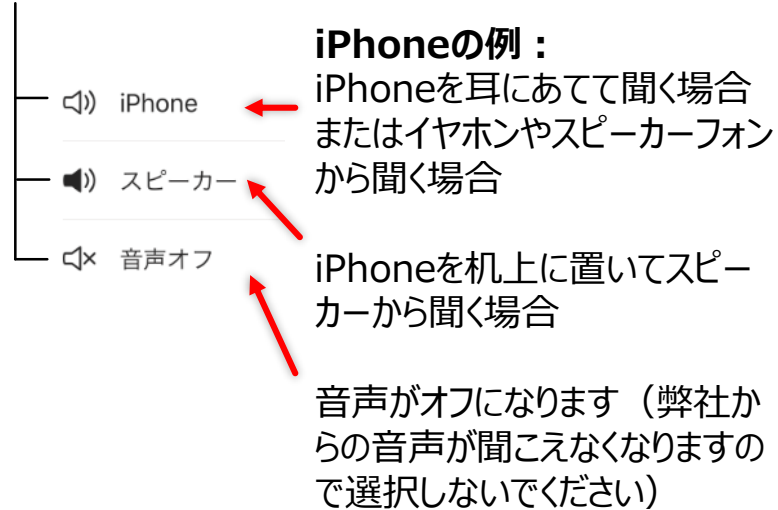 iPhoneの例：
iPhoneを耳にあてて聞く場合
またはイヤホンやスピーカーフォン
から聞く場合
iPhone
スピーカー
iPhoneを机上に置いてスピー
カーから聞く場合
音声オフ
音声がオフになります（弊社か
らの音声が聞こえなくなりますの
で選択しないでください）